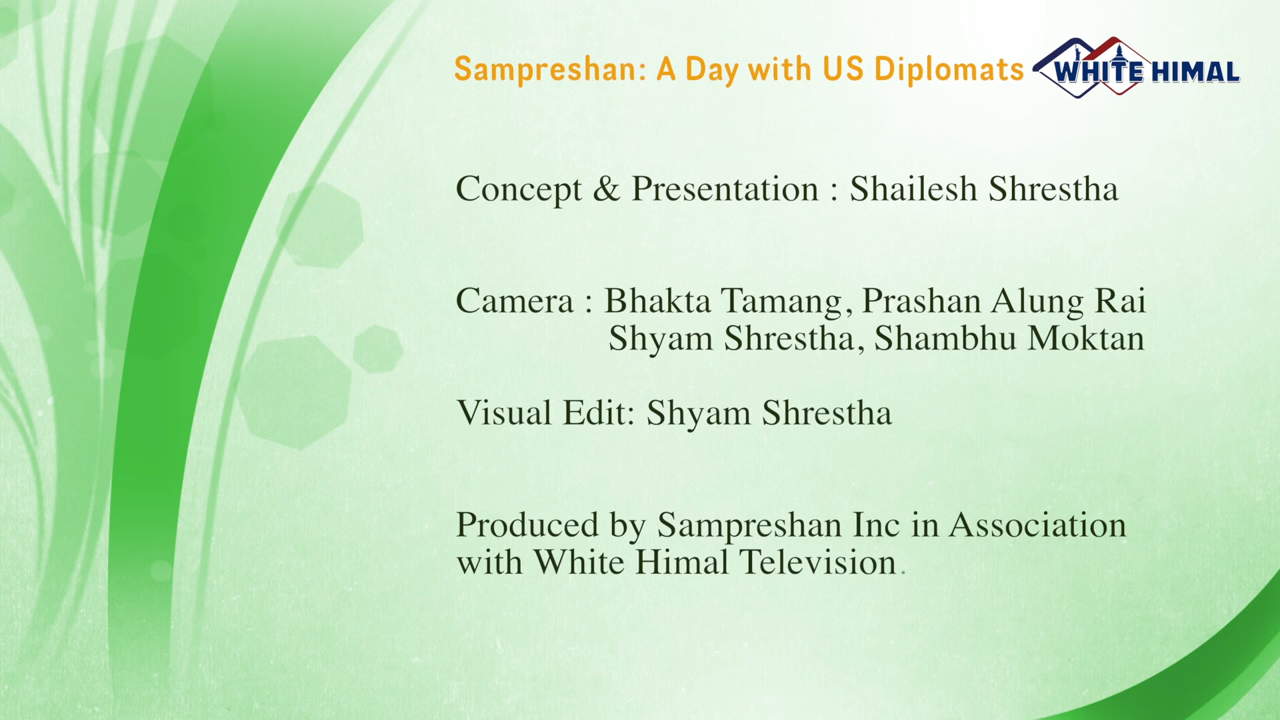 Sampreshan: A Day with US Diplomats
WHITE HIMAL
Concept & Presentation : Shailesh Shrestha
Camera : Bhakta Tamang, Prashan Alung Rai
Shyam Shrestha, Shambhu Moktan
Visual Edit: Shyam Shrestha
Produced by Sampreshan Inc in Association
with White Himal Television.